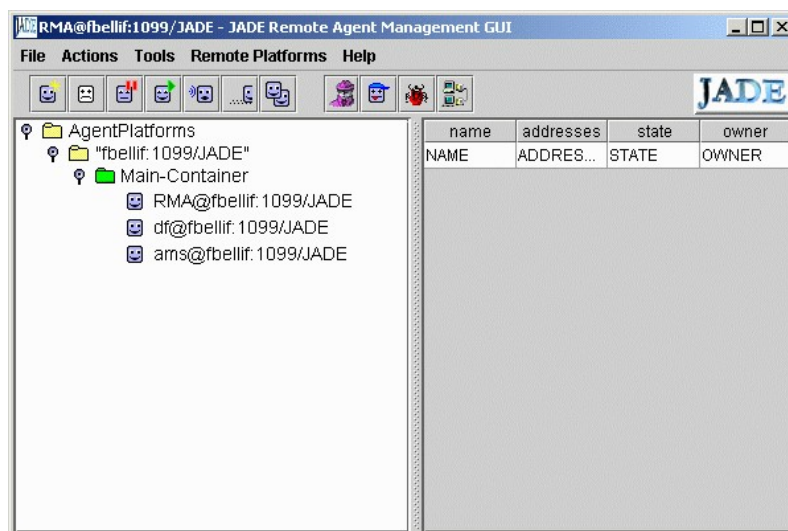 RMA@fbellif:1099/JADE - JADE Remote Agent Management GUI
File Actions Tools Remote Platforms Help
JADE
AgentPlatforms
"fbellif:1099/JADE"
Main-Container
RMA@fbellif:1099/JADE
df@fbellif:1099/JADE
ams@fbellif:1099/JADE
name addresses state owner
NAME ADDRES... STATE OWNER